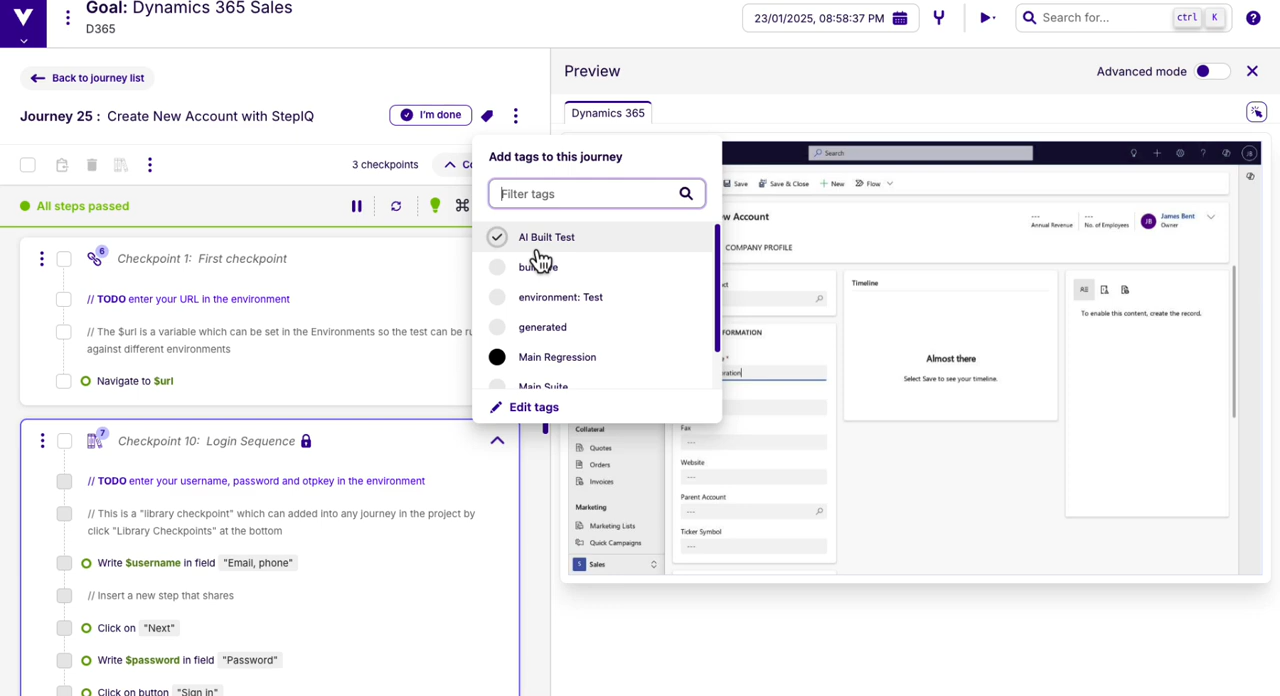 Goal: Dynamics 365 Sales
D365
23/01/2025, 08:58:37 PM
Search for...
ctrl
K
Back to journey list
Journey 25 : Create New Account with StepIQ
I'm done
3 checkpoints
All steps passed
Checkpoint 1: First checkpoint
6
// TODO enter your URL in the environment
// The $url is a variable which can be set in the Environments so the test can be
against different environments
Navigate to $url
7
Checkpoint 10: Login Sequence
// TODO enter your username, password and otpkey in the environment
// This is a "library checkpoint" which can added into any journey in the project by
click "Library Checkpoints" at the bottom
Write $username in field "Email, phone"
// Insert a new step that shares
Click on "Next"
Write $password in field "Password"
Click on button "Sign in"
Add tags to this journey
Filter tags
AI Built Test
environment: Test
generated
Main Regression
Main Suite
Edit tags
Preview
Advanced mode
Dynamics 365
Search
JB
Save
Save & Close
New
Flow
Account
COMPANY PROFILE
---
Annual Revenue
---
No. of Employees
JB
James Bent
Owner
Timeline
Almost there
Select Save to see your timeline.
To enable this content, create the record.
Fax
---
Website
---
Parent Account
---
Ticker Symbol
---
Collateral
Quotes
Orders
Invoices
Marketing
Marketing Lists
Quick Campaigns
S
Sales